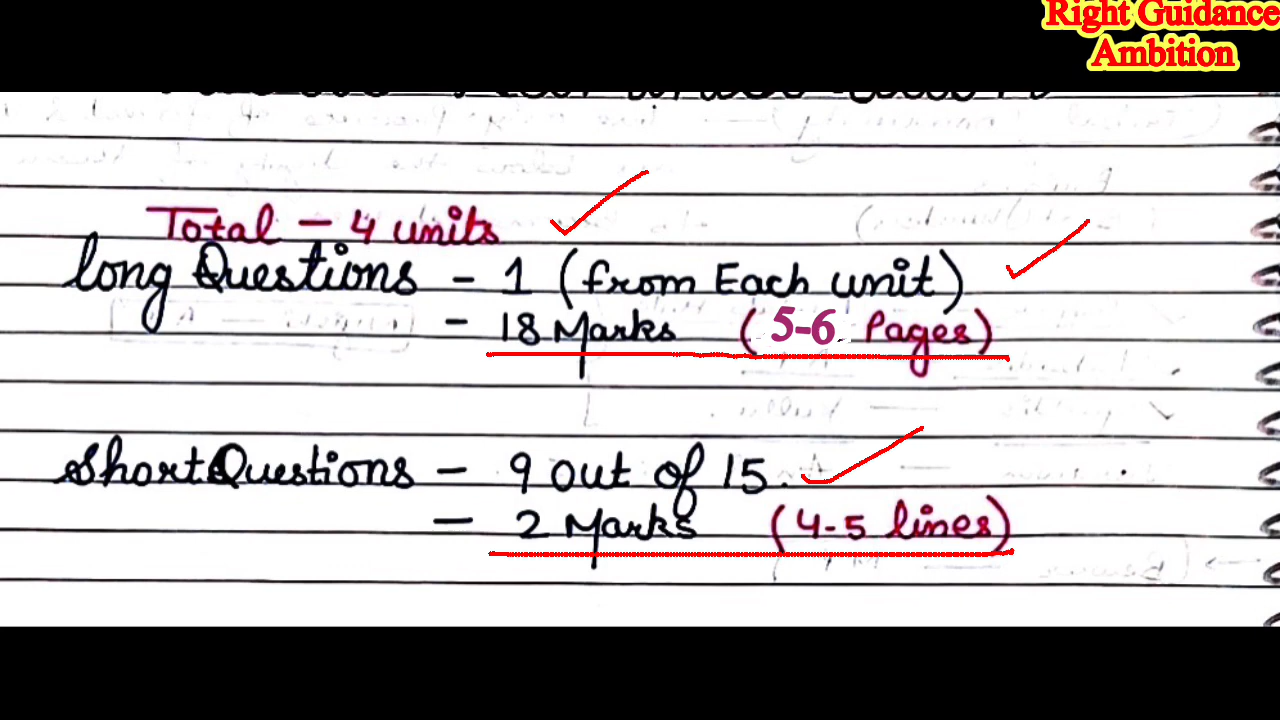 Right Guidance
Ambition
Total - 4 units
long Questions - 1 (from Each unit)
- 18 Marks (5-6 Pages)
Short Questions - 9 out of 15.
- 2 Marks (4-5 lines)